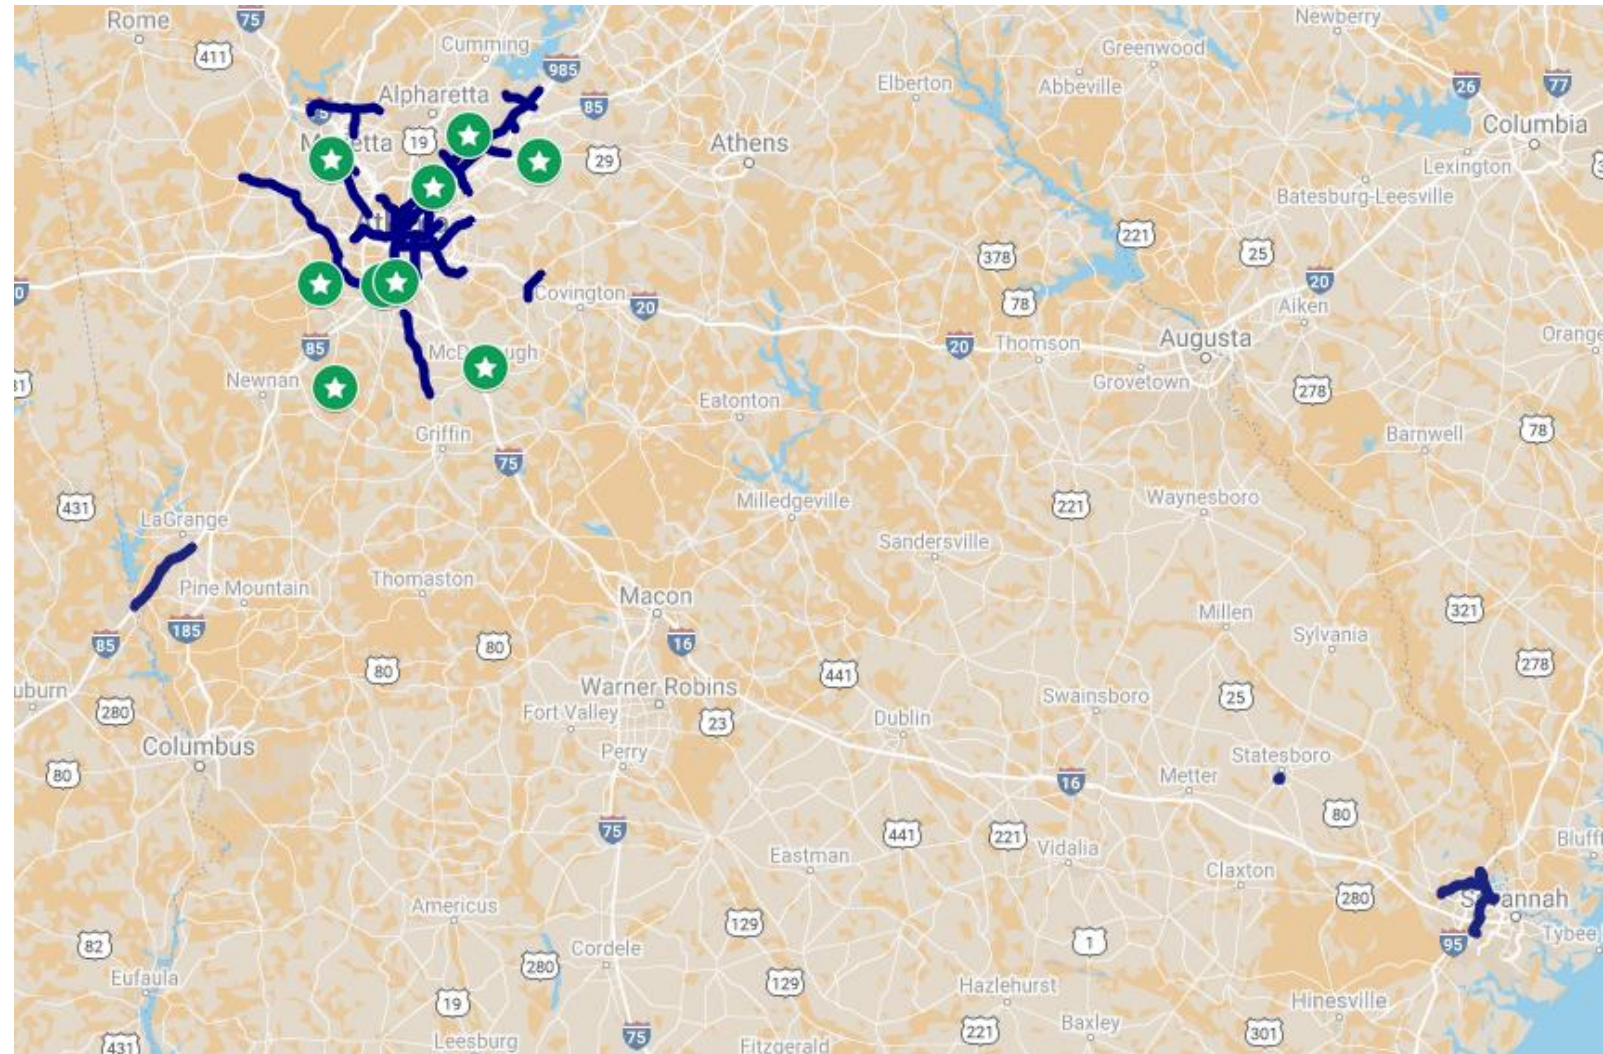 Rome
75
411
Cumming
985
85
Alpharetta
19
29
Athens
Elberton
Greenwood
Abbeville
Newberry
26
77
Columbia
Lexington
Batesburg-Leesville
221
25
378
78
20
Aiken
Covington
20
20
Thomson
Augusta
Grovetown
278
78
Barnwell
85
Newnan
Griffin
Eatonton
75
431
LaGrange
Milledgeville
221
Waynesboro
Sandersville
Pine Mountain
Thomaston
Macon
Millen
321
Sylvania
85
185
80
80
16
441
278
280
Warner Robins
Fort Valley
23
Swainsboro
25
Dublin
Columbus
Perry
80
Statesboro
Metter
16
75
441
221
80
Vidalia
Eastman
Claxton
280
Americus
129
1
95
82
Cordele
280
129
Eufaula
19
Hazlehurst
Hinesville
Tybee
Leesburg
75
Fitzgerald
221
Baxley
301
431